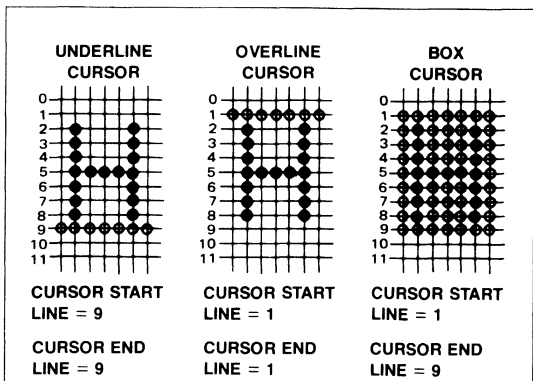 UNDERLINE CURSOR
0
1
2
3
4
5
6
7
8
9
10
11
CURSOR START
LINE = 9
CURSOR END
LINE = 9
OVERLINE CURSOR
0
1
2
3
4
5
6
7
8
9
10
11
CURSOR START
LINE = 1
CURSOR END
LINE = 1
BOX CURSOR
0
1
2
3
4
5
6
7
8
9
10
11
CURSOR START
LINE = 1
CURSOR END
LINE = 9